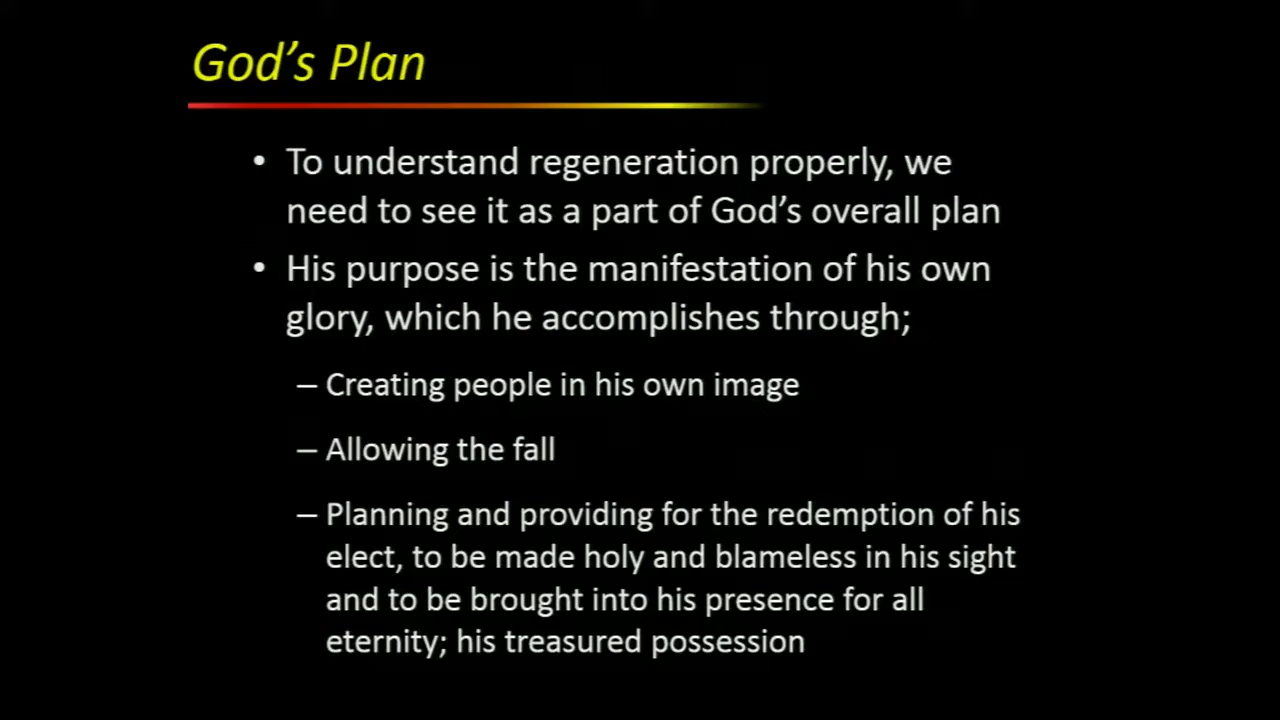 God's Plan
• To understand regeneration properly, we
need to see it as a part of God's overall plan
• His purpose is the manifestation of his own
glory, which he accomplishes through;
– Creating people in his own image
– Allowing the fall
– Planning and providing for the redemption of his
elect, to be made holy and blameless in his sight
and to be brought into his presence for all
eternity; his treasured possession